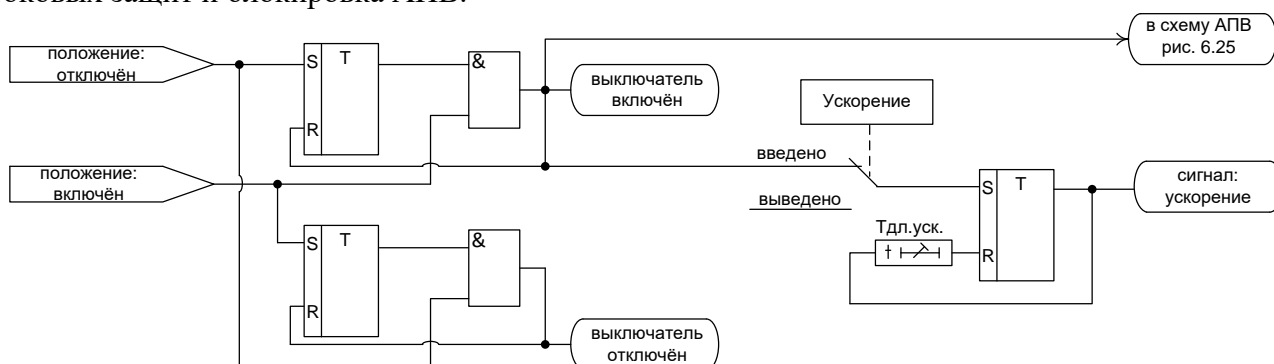 положение:
отключён
S
T
R
&
выключатель
включён
в схему АПВ
рис. 6.25
Ускорение
положение:
включён
введено
выведено
S
T
R
Тдл.уск.
t
сигнал:
ускорение
S
T
R
&
выключатель
отключён